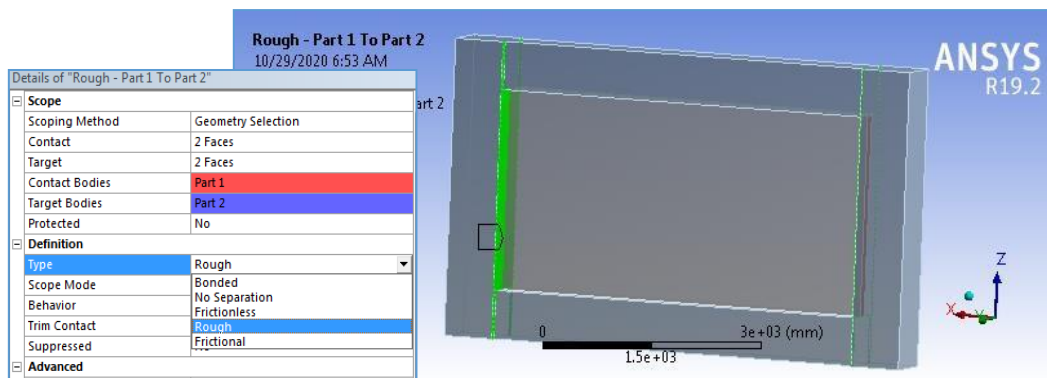 Rough - Part 1 To Part 2
10/29/2020 6:53 AM
ANSYS
R19.2
Details of "Rough - Part 1 To Part 2"
art 2
Scope
Scoping Method Geometry Selection
Contact 2 Faces
Target 2 Faces
Contact Bodies Part 1
Target Bodies Part 2
Protected No
Definition
Type Rough
Scope Mode Bonded
No Separation
Behavior Frictionless
Trim Contact Rough
Suppressed Frictional
Advanced
Z
X
0 3e+03 (mm)
1.5e+03